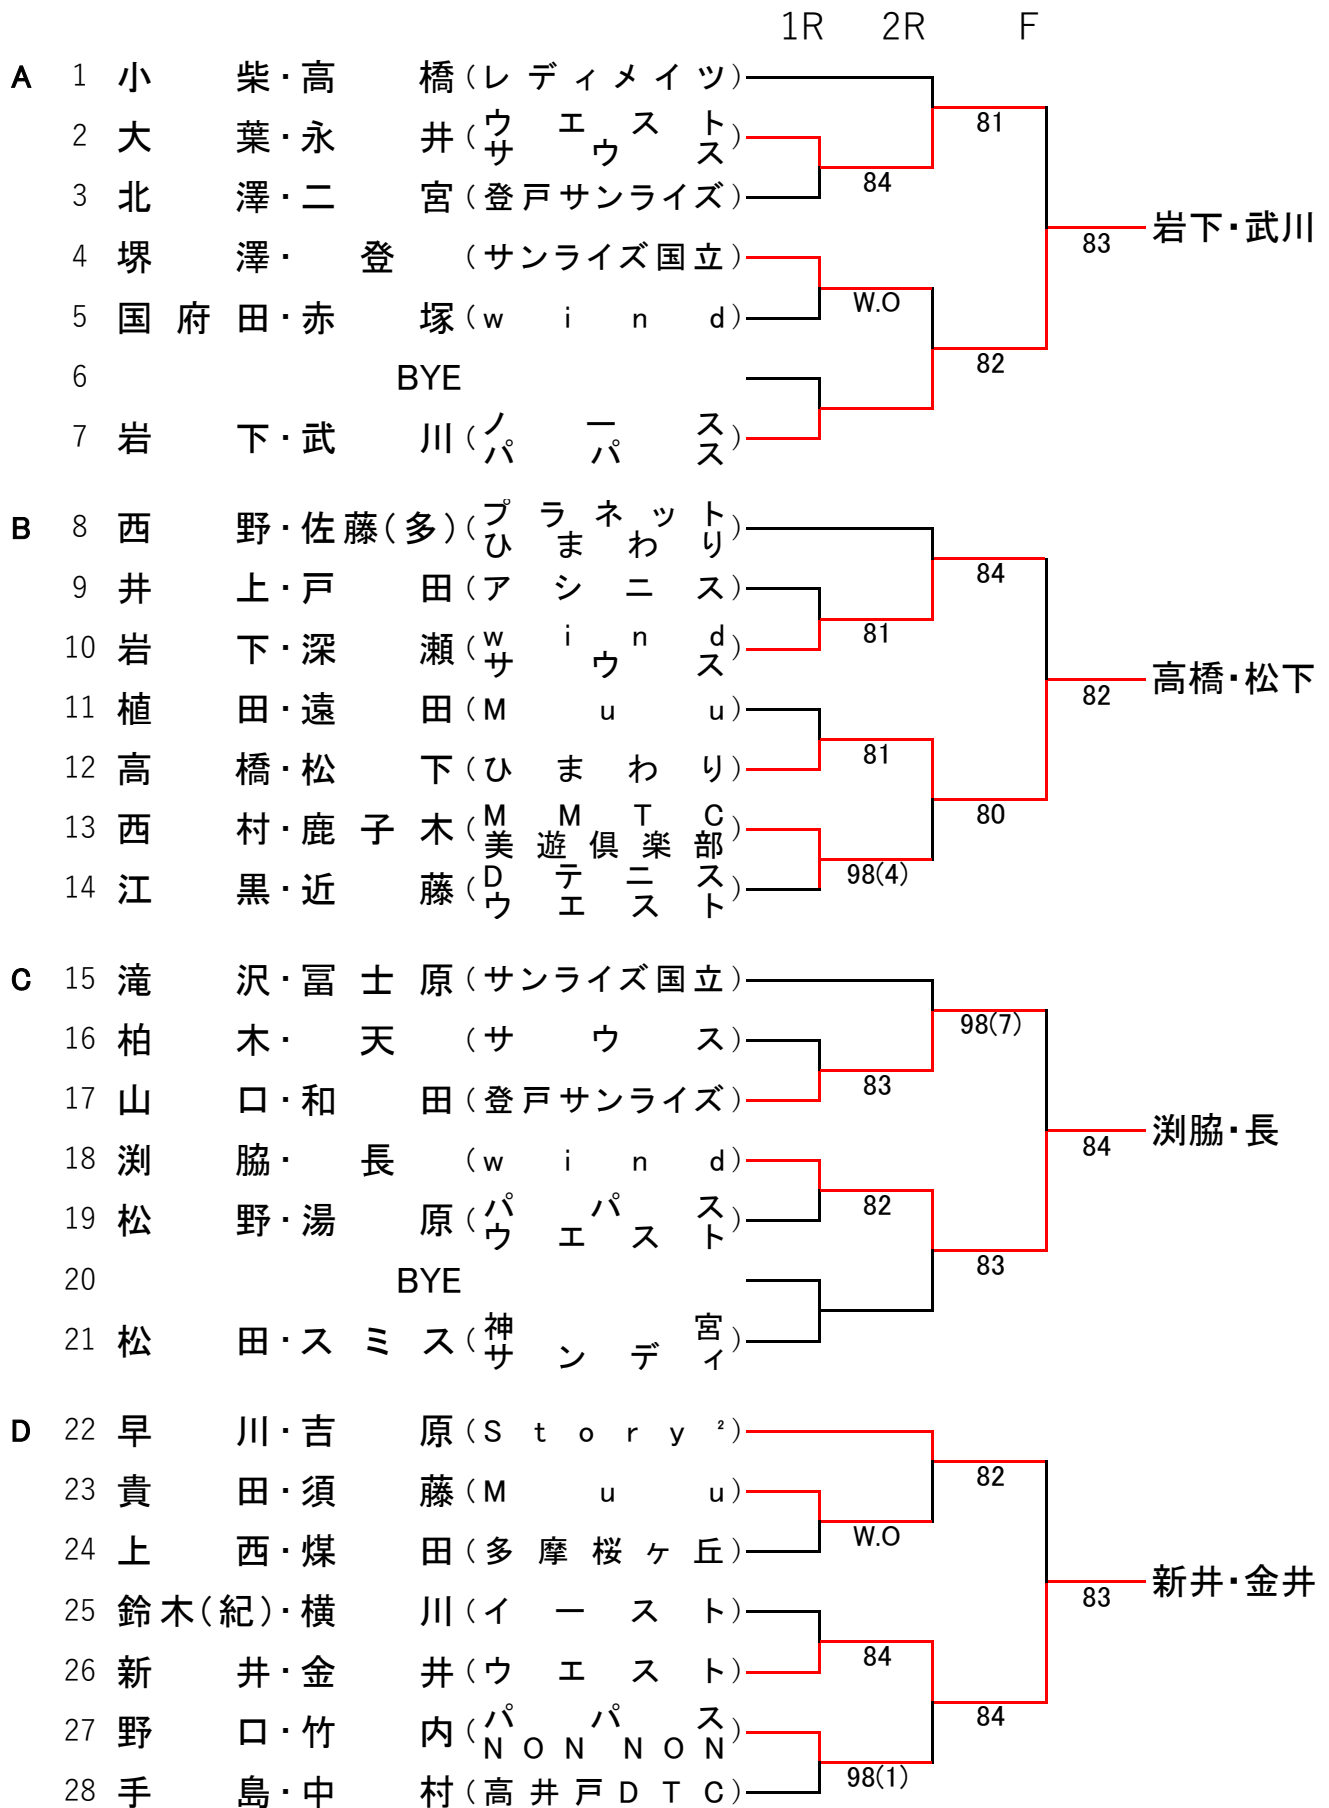 1R 2R F
A 1 小柴・高橋(レディメイツ)
2 大葉・永井(ウエスト サウス)
3 北澤・二宮(登戸サンライズ)
4 堺澤・登(サンライズ国立)
5 国府田・赤塚(wind)
6 BYE
7 岩下・武川(ノース パパス)
81
84
W.O
82
83 岩下・武川
B 8 西野・佐藤(多)(プラネット ひまわり)
9 井上・戸田(アシニス)
10 岩下・深瀬(wind サウス)
11 植田・遠田(Muu)
12 高橋・松下(ひまわり)
13 西村・鹿子木(MMTC 美遊倶楽部)
14 江黒・近藤(Dテニス ウエスト)
84
81
81
80
98(4)
82 高橋・松下
C 15 滝沢・冨士原(サンライズ国立)
16 柏木・天(サウス)
17 山口・和田(登戸サンライズ)
18 渕脇・長(wind)
19 松野・湯原(パパス ウエスト)
20 BYE
21 松田・スミス(神宮 サンディ)
98(7)
83
82
83
84 渕脇・長
D 22 早川・吉原(Story²)
23 貴田・須藤(Muu)
24 上西・煤田(多摩桜ヶ丘)
25 鈴木(紀)・横川(イースト)
26 新井・金井(ウエスト)
27 野口・竹内(パパス NON NON)
28 手島・中村(高井戸DTC)
82
W.O
84
84
98(1)
83 新井・金井